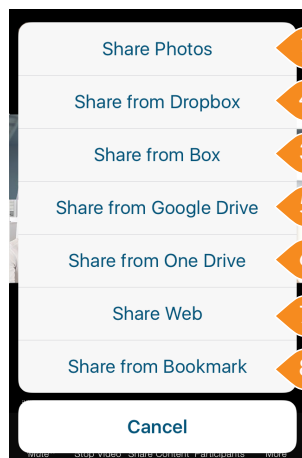 Share Photos
Share from Dropbox
Share from Box
Share from Google Drive
Share from One Drive
Share Web
Share from Bookmark
Cancel
Mute Stop Video Share Content Participants More